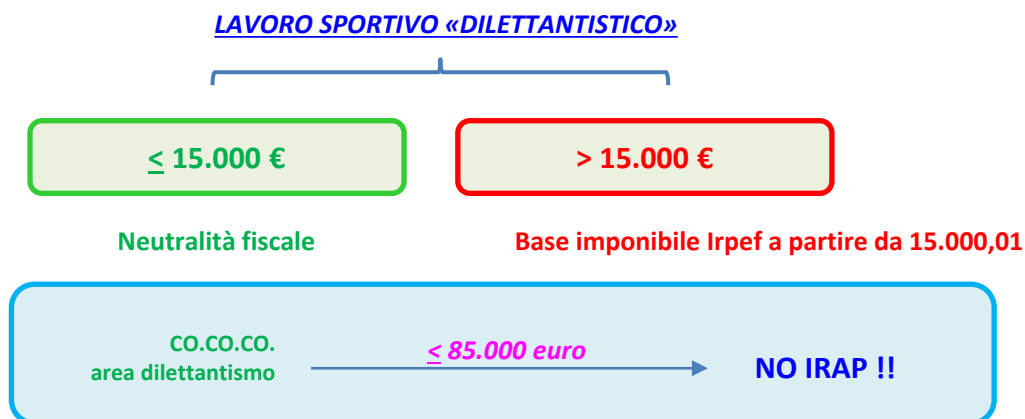 LAVORO SPORTIVO «DILETTANTISTICO»
≤ 15.000 €
> 15.000 €
Neutralità fiscale
Base imponibile Irpef a partire da 15.000,01
CO.CO.CO.
area dilettantismo
≤ 85.000 euro
NO IRAP !!